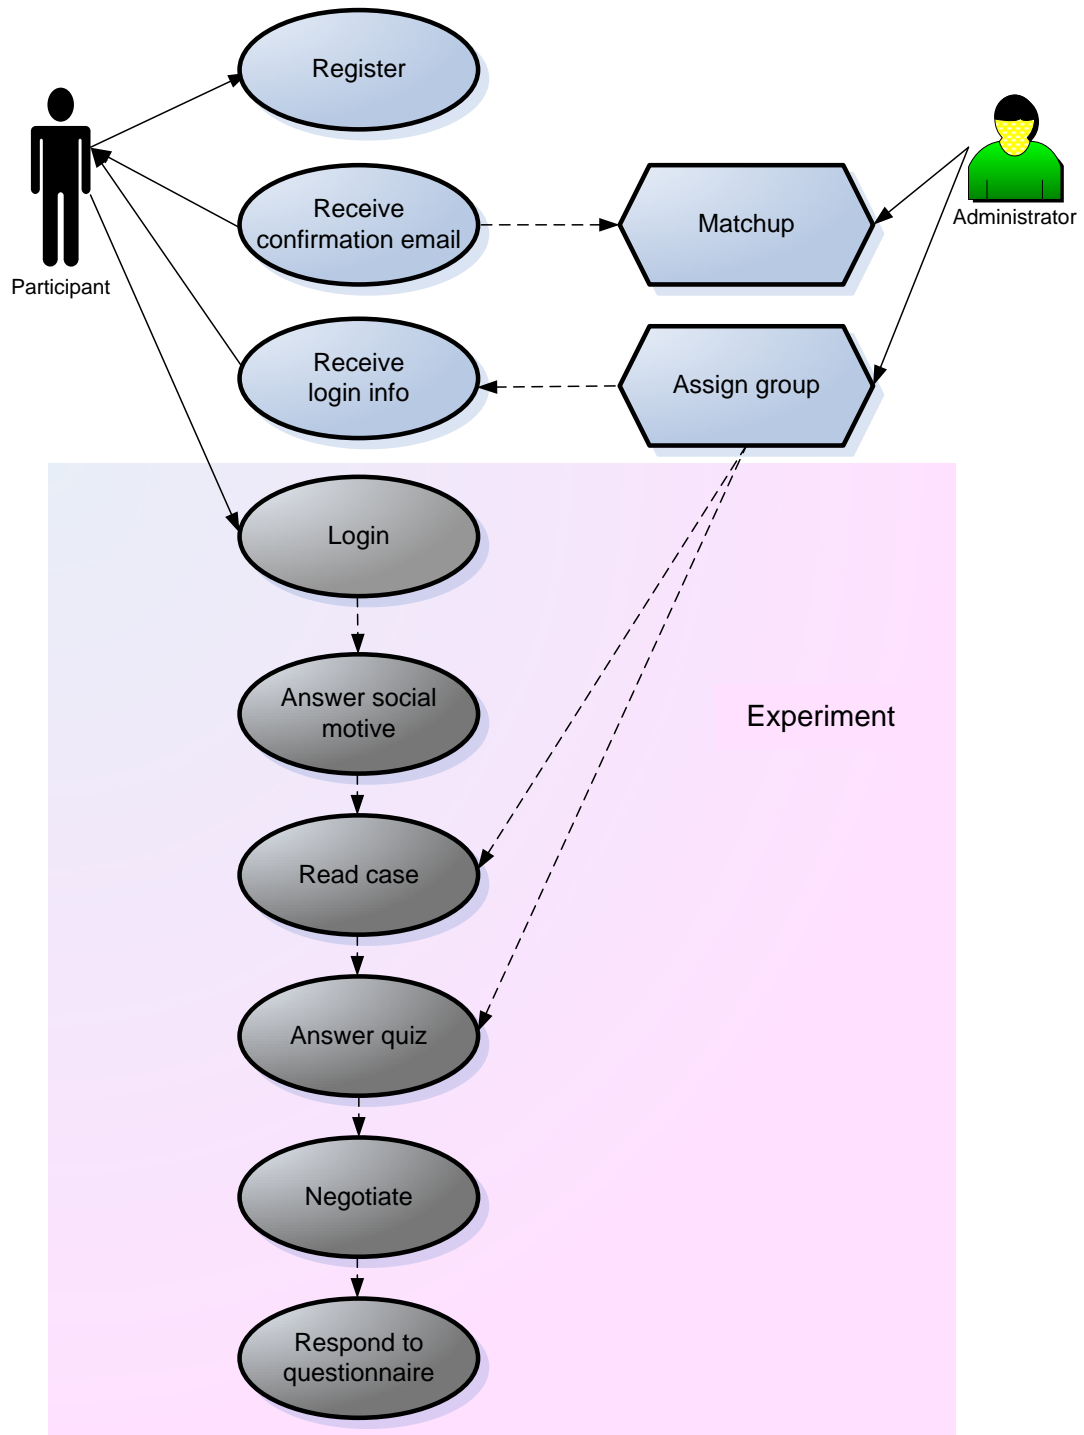 Register
Participant
Receive
confirmation email
Matchup
Administrator
Receive
login info
Assign group
Login
Answer social
motive
Experiment
Read case
Answer quiz
Negotiate
Respond to
questionnaire